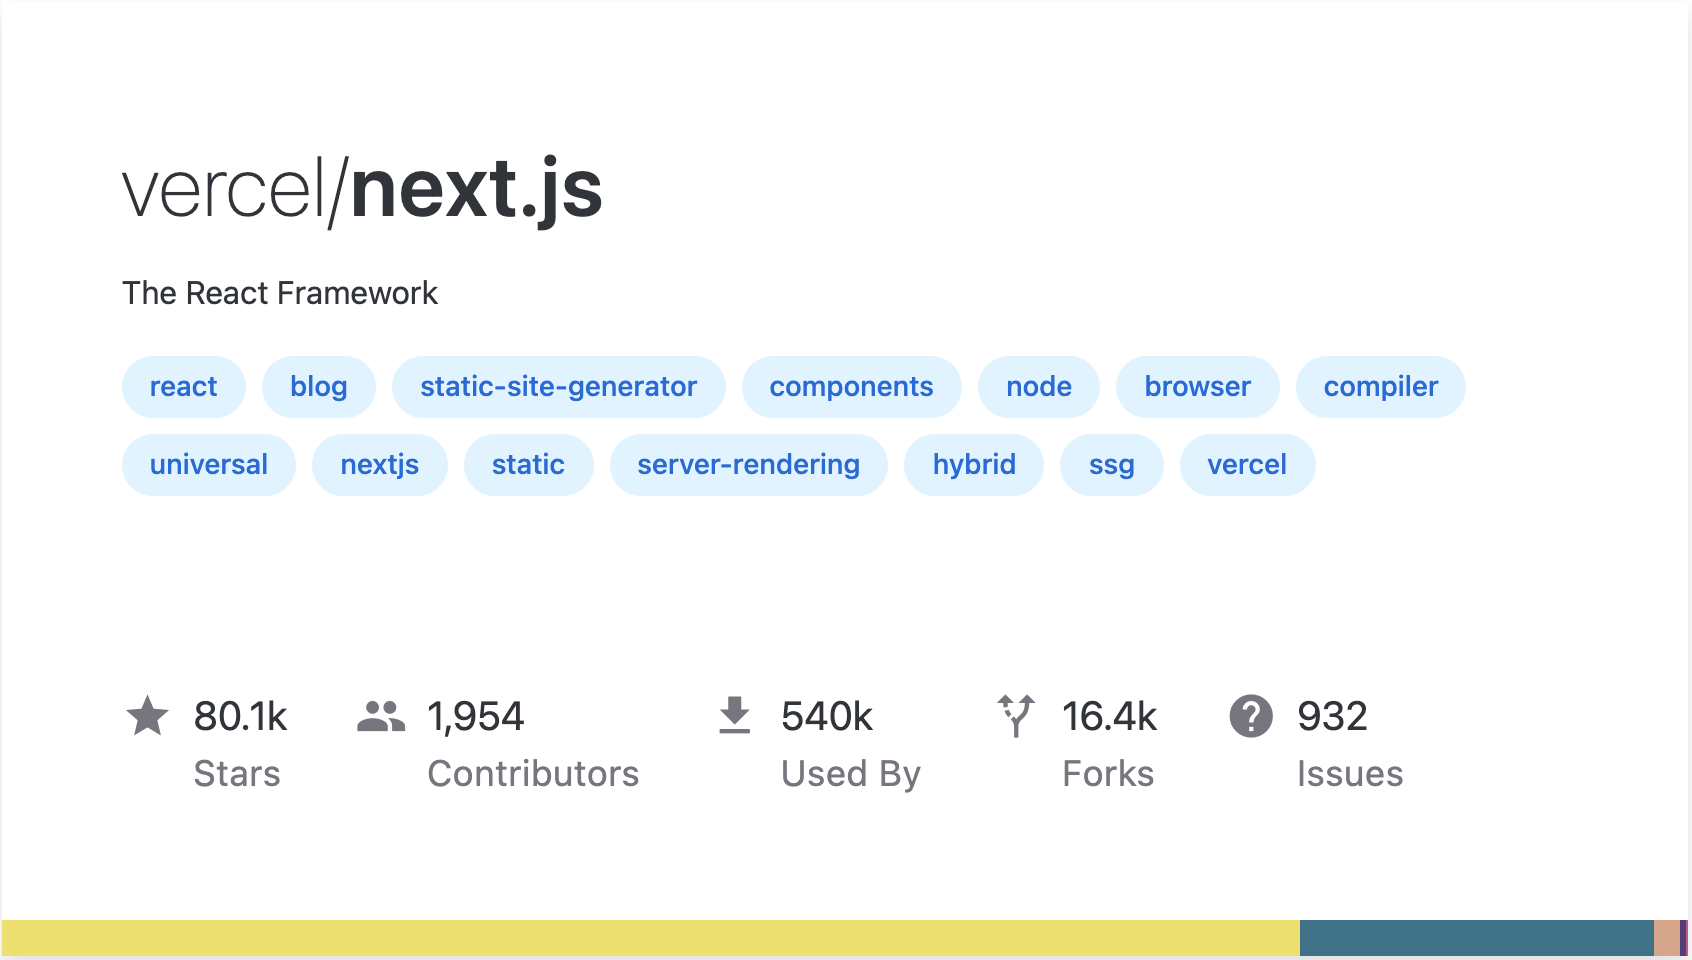 vercel/next.js
The React Framework
react blog static-site-generator components node browser compiler
universal nextjs static server-rendering hybrid ssg vercel
80.1k 1,954 540k 16.4k 932
Stars Contributors Used By Forks Issues